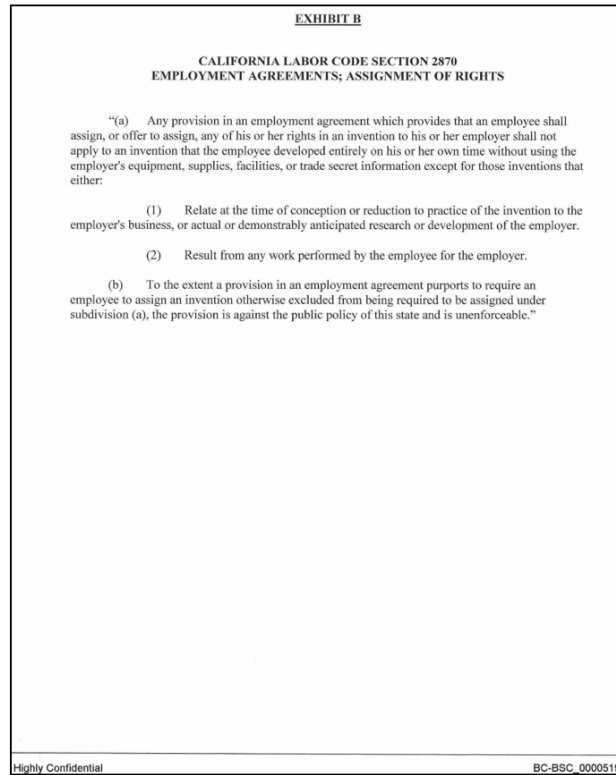 EXHIBIT B
CALIFORNIA LABOR CODE SECTION 2870
EMPLOYMENT AGREEMENTS; ASSIGNMENT OF RIGHTS
“(a) Any provision in an employment agreement which provides that an employee shall
assign, or offer to assign, any of his or her rights in an invention to his or her employer shall not
apply to an invention that the employee developed entirely on his or her own time without using the
employer's equipment, supplies, facilities, or trade secret information except for those inventions that
either:
(1) Relate at the time of conception or reduction to practice of the invention to the
employer's business, or actual or demonstrably anticipated research or development of the employer.
(2) Result from any work performed by the employee for the employer.
(b) To the extent a provision in an employment agreement purports to require an
employee to assign an invention otherwise excluded from being required to be assigned under
subdivision (a), the provision is against the public policy of this state and is unenforceable.”
Highly Confidential
BC-BSC_0000519